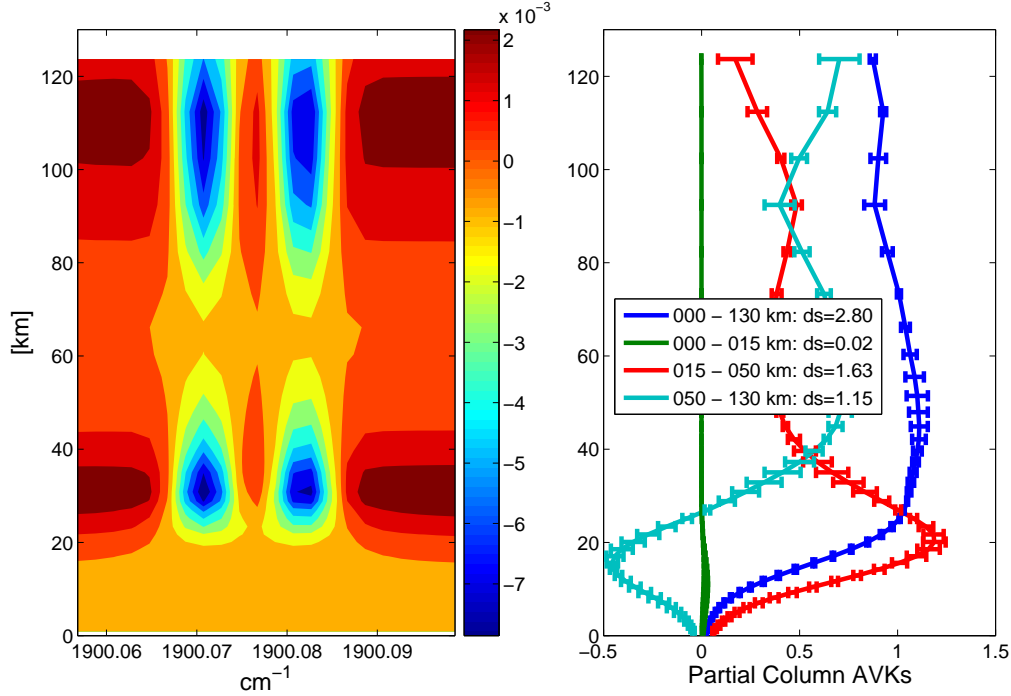 x 10⁻³
120
100
80
60
40
20
0
[km]
1900.06 1900.07 1900.08 1900.09
cm⁻¹
2
1
0
−1
−2
−3
−4
−5
−6
−7
120
100
80
60
40
20
0
000 − 130 km: ds=2.80
000 − 015 km: ds=0.02
015 − 050 km: ds=1.63
050 − 130 km: ds=1.15
−0.5 0 0.5 1 1.5
Partial Column AVKs